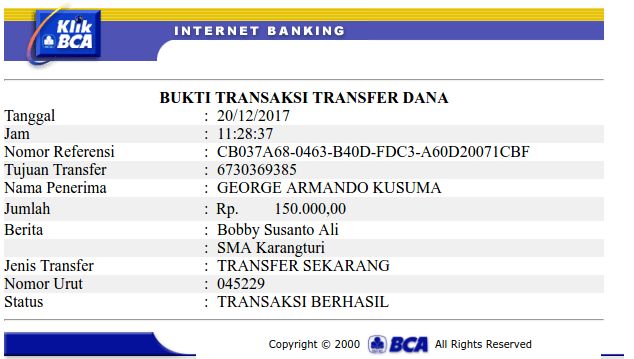 Klik
BCA
INTERNET BANKING
BUKTI TRANSAKSI TRANSFER DANA
Tanggal : 20/12/2017
Jam : 11:28:37
Nomor Referensi : CB037A68-0463-B40D-FDC3-A60D20071CBF
Tujuan Transfer : 6730369385
Nama Penerima : GEORGE ARMANDO KUSUMA
Jumlah : Rp. 150.000,00
Berita : Bobby Susanto Ali
: SMA Karangturi
Jenis Transfer : TRANSFER SEKARANG
Nomor Urut : 045229
Status : TRANSAKSI BERHASIL
Copyright © 2000 BCA All Rights Reserved